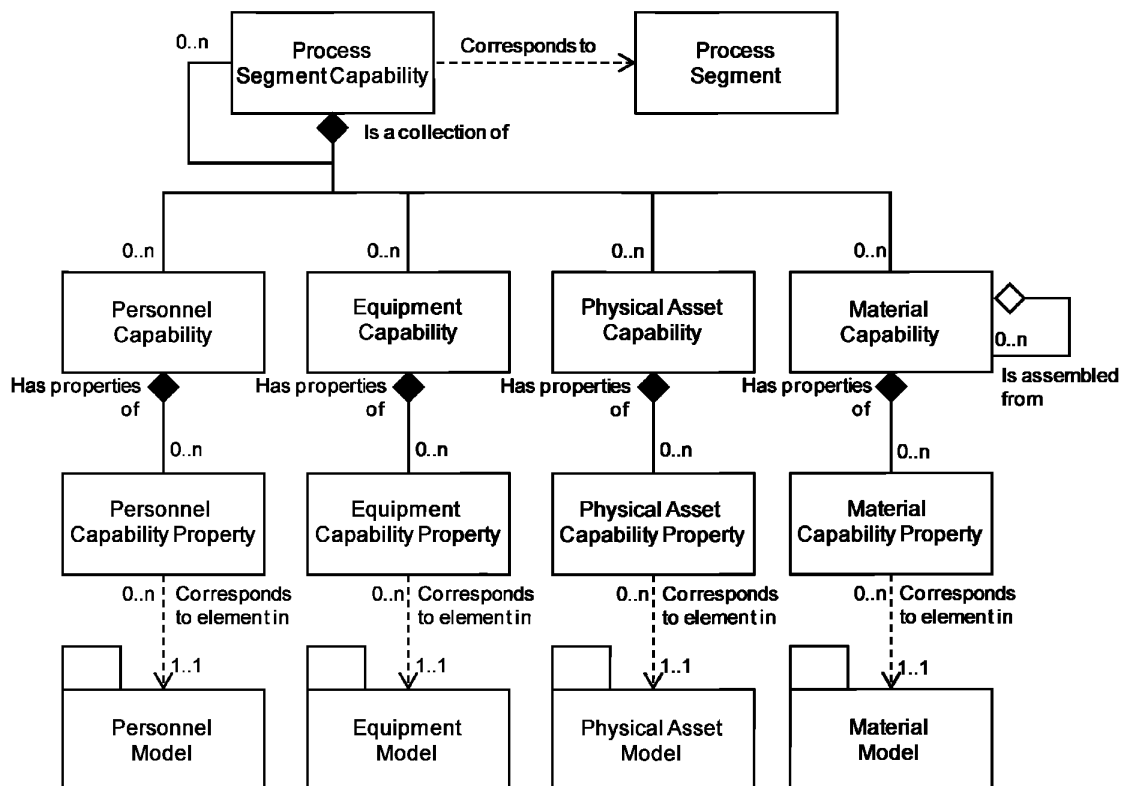 0..n
Process
Segment Capability
Corresponds to
Process
Segment
Is a collection of
0..n
0..n
0..n
0..n
Personnel
Capability
Equipment
Capability
Physical Asset
Capability
Material
Capability
0..n
Is assembled
from
Has properties
of
Has properties
of
Has properties
of
Has properties
of
0..n
0..n
0..n
0..n
Personnel
Capability Property
Equipment
Capability Property
Physical Asset
Capability Property
Material
Capability Property
0..n
Corresponds
to element in
0..n
Corresponds
to element in
0..n
Corresponds
to element in
0..n
Corresponds
to element in
1..1
1..1
1..1
1..1
Personnel
Model
Equipment
Model
Physical Asset
Model
Material
Model